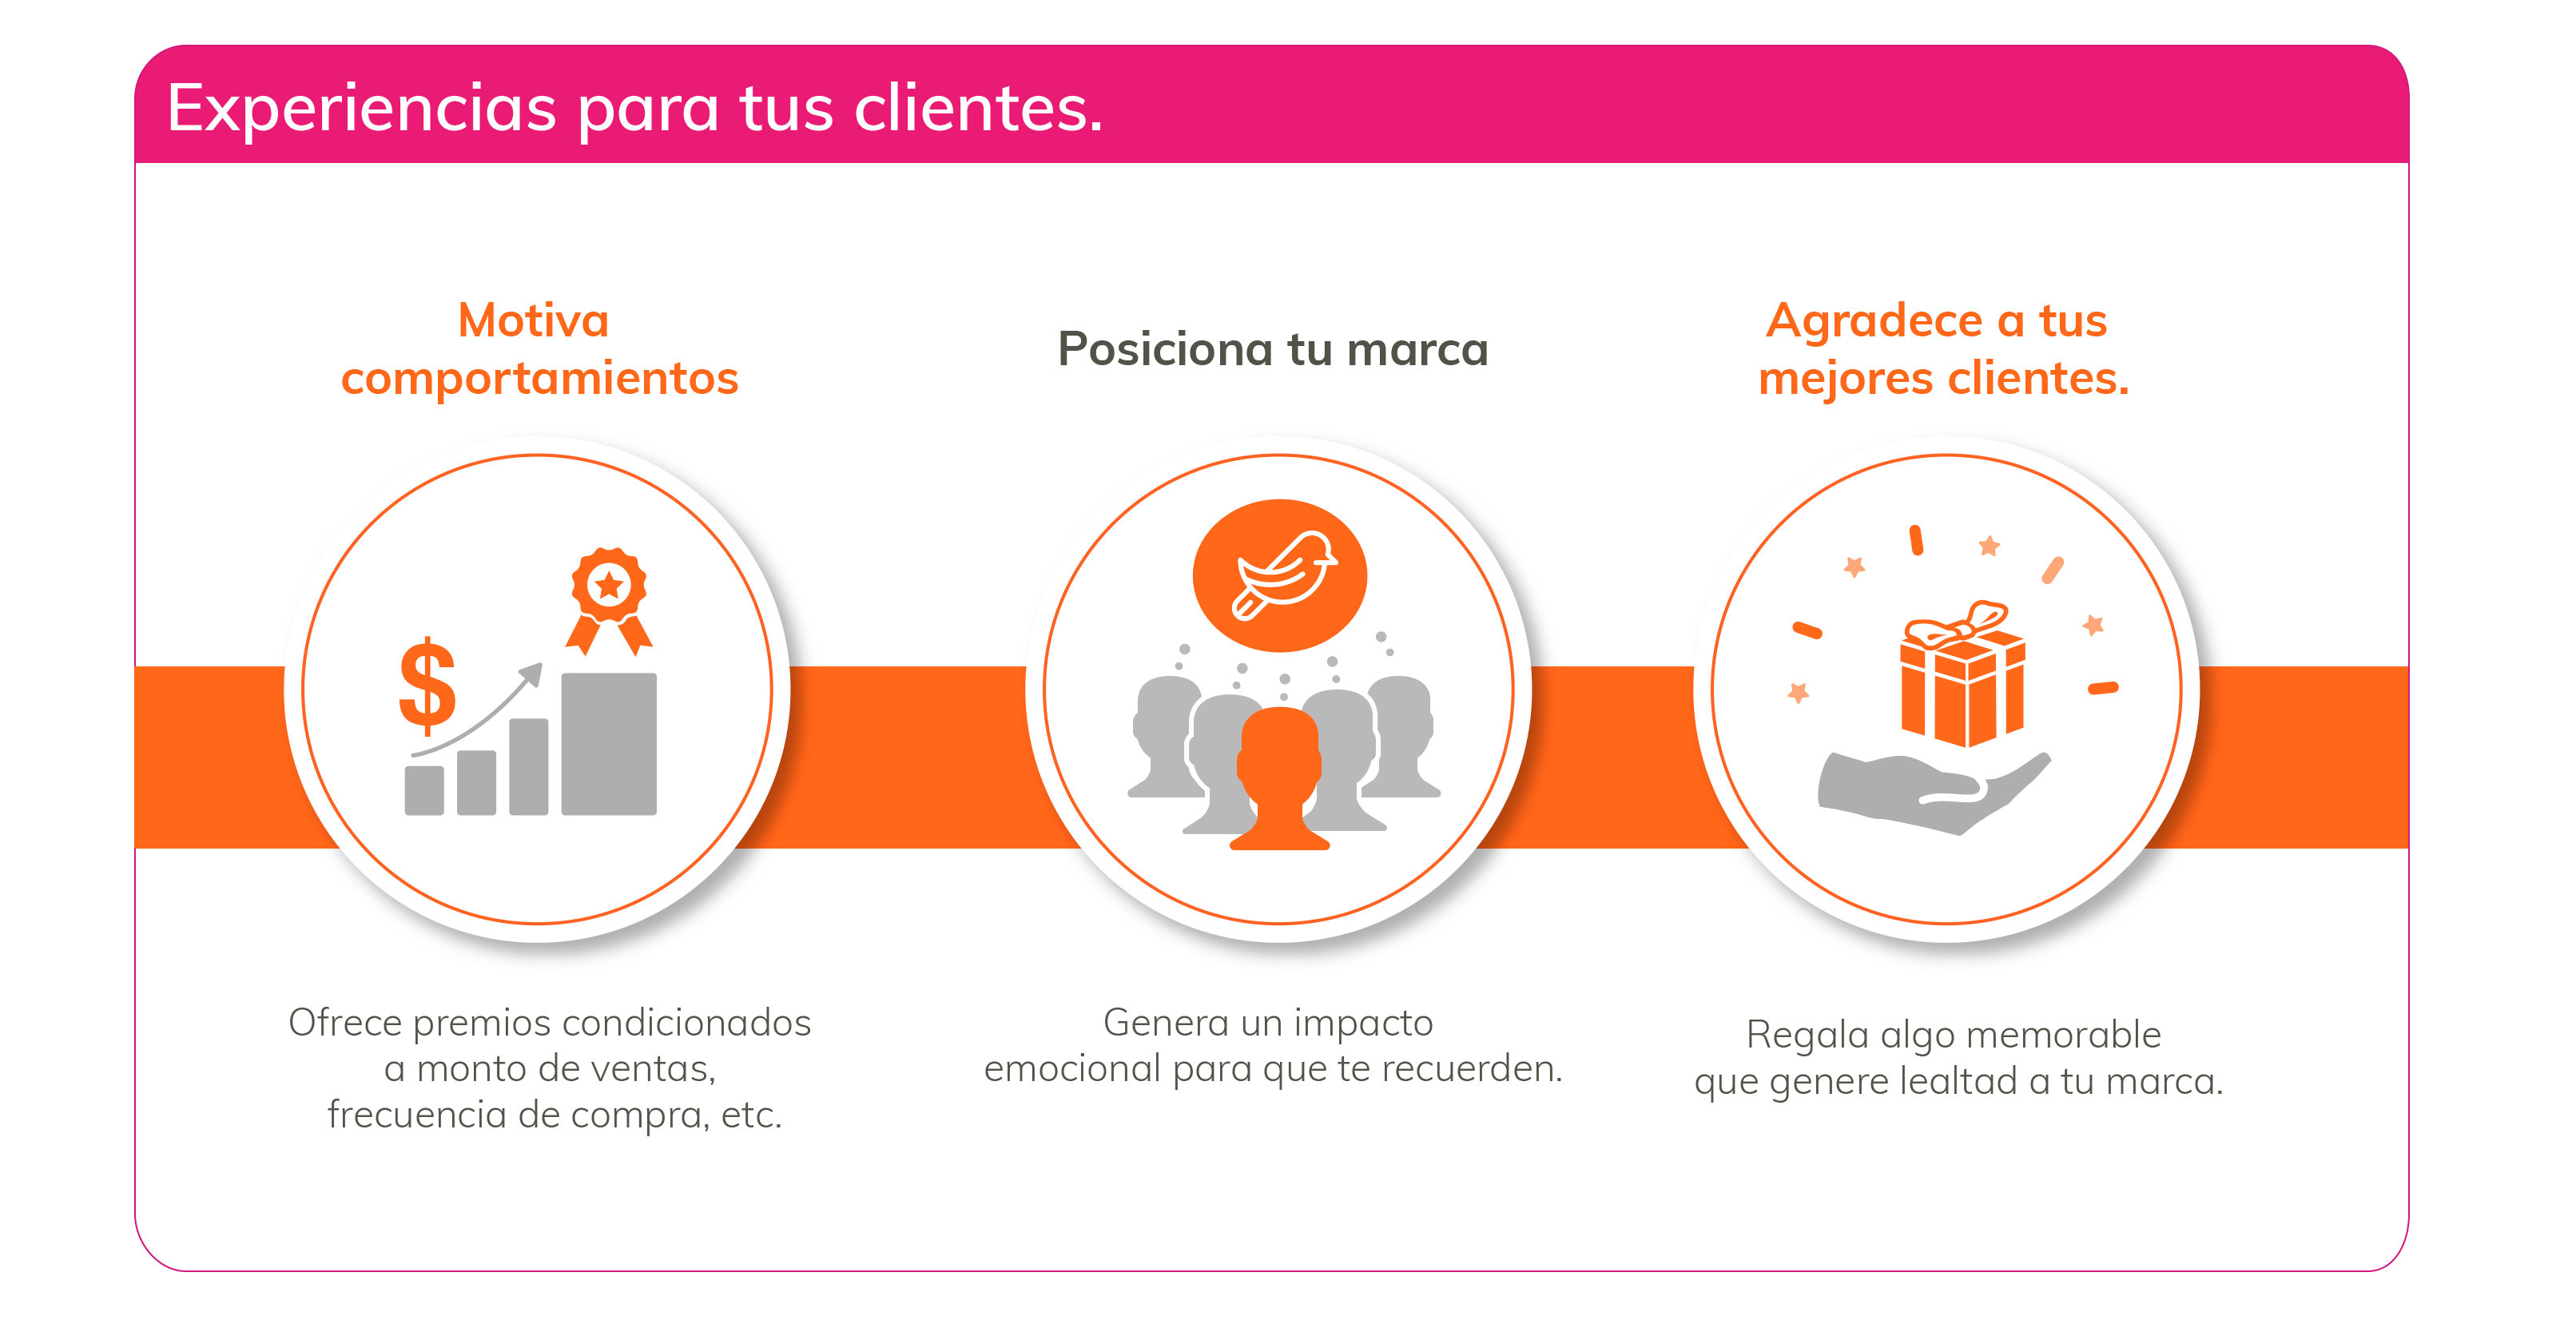 Experiencias para tus clientes.
Motiva
comportamientos
Posiciona tu marca
Agradece a tus
mejores clientes.
$
Ofrece premios condicionados
a monto de ventas,
frecuencia de compra, etc.
Genera un impacto
emocional para que te recuerden.
Regala algo memorable
que genere lealtad a tu marca.